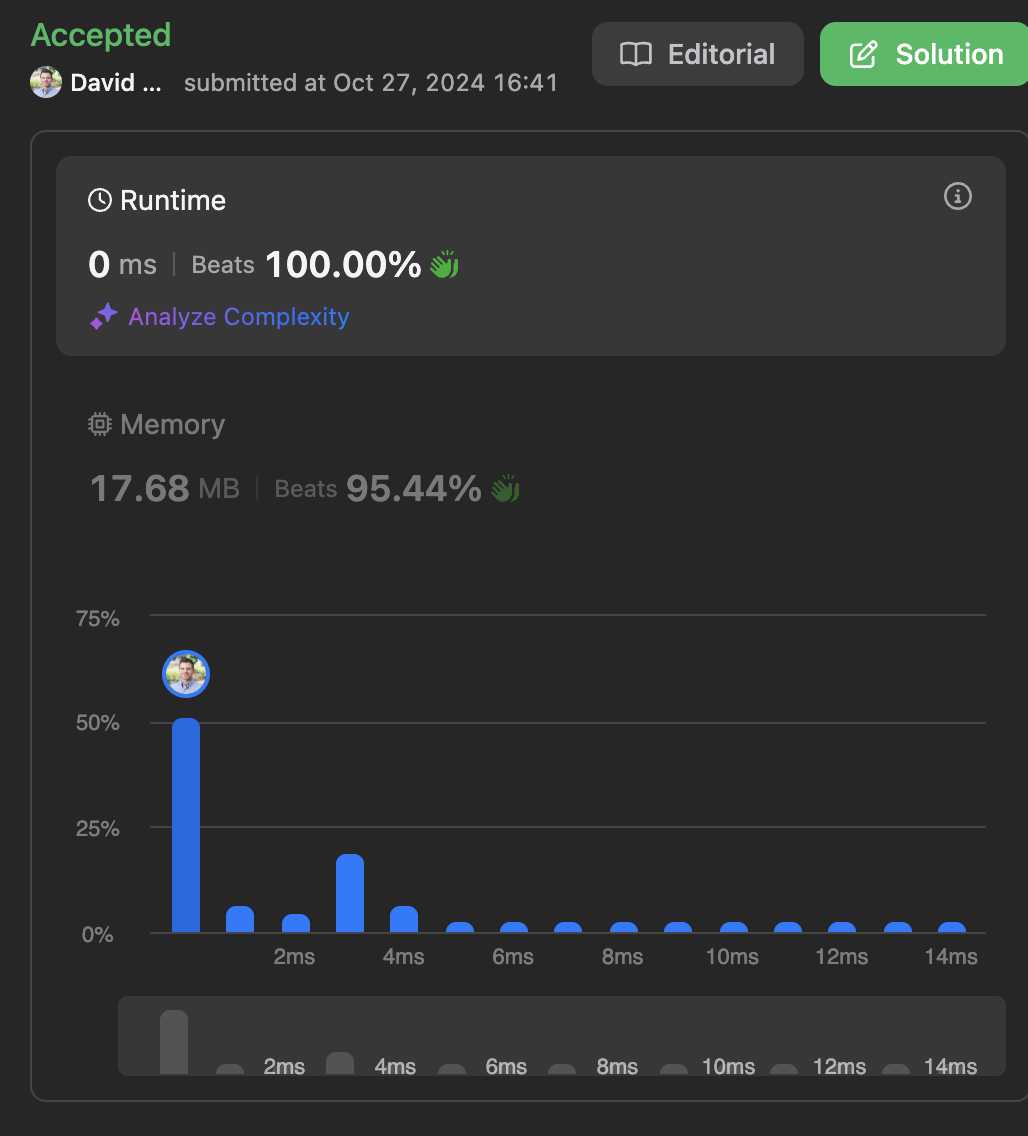 Accepted
Editorial
Solution
David ... submitted at Oct 27, 2024 16:41
Runtime
0 ms | Beats 100.00%
Analyze Complexity
Memory
17.68 MB | Beats 95.44%
75%
50%
25%
0%
2ms 4ms 6ms 8ms 10ms 12ms 14ms
2ms 4ms 6ms 8ms 10ms 12ms 14ms